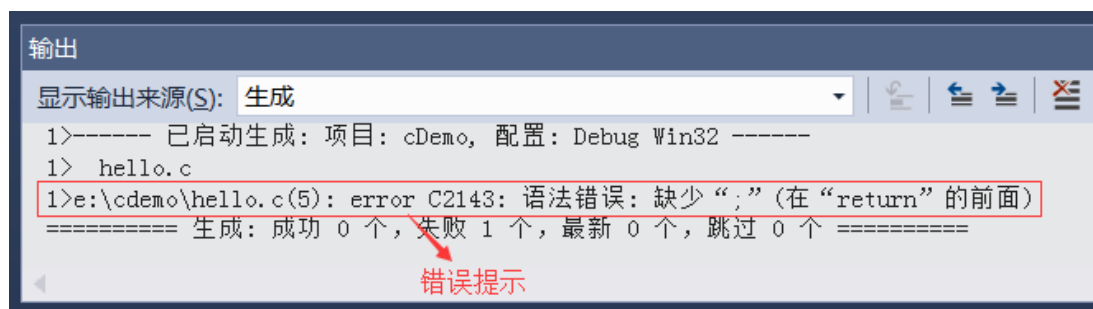 输出
显示输出来源(S): 生成
1>------ 已启动生成: 项目: cDemo, 配置: Debug Win32 ------
1>  hello.c
1>e:\cdemo\hello.c(5): error C2143: 语法错误: 缺少“;”(在“return”的前面)
========== 生成: 成功 0 个，失败 1 个，最新 0 个，跳过 0 个 ==========
错误提示